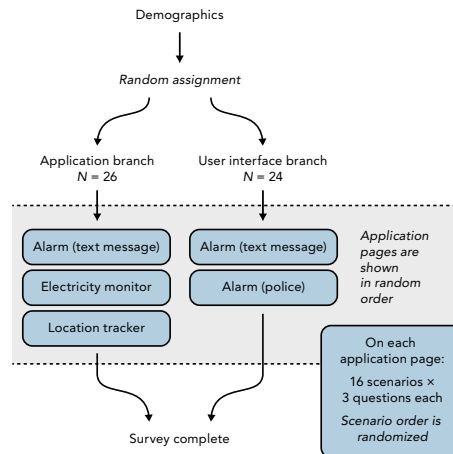 Demographics
Random assignment
Application branch
N = 26
User interface branch
N = 24
Alarm (text message)
Electricity monitor
Location tracker
Alarm (text message)
Alarm (police)
Application
pages are
shown
in random
order
On each
application page:
16 scenarios ×
3 questions each
Scenario order is
randomized
Survey complete